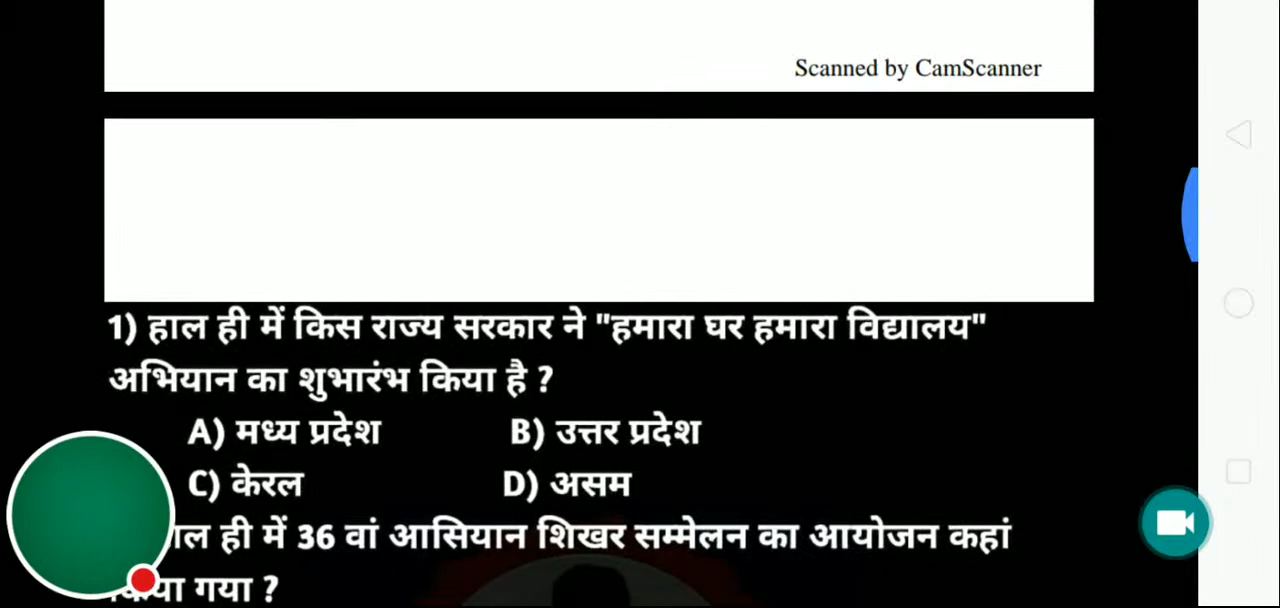 Scanned by CamScanner
1) हाल ही में किस राज्य सरकार ने "हमारा घर हमारा विद्यालय"
अभियान का शुभारंभ किया है ?
A) मध्य प्रदेश B) उत्तर प्रदेश
C) केरल D) असम
ही में 36 वां आसियान शिखर सम्मेलन का आयोजन कहां
गया ?